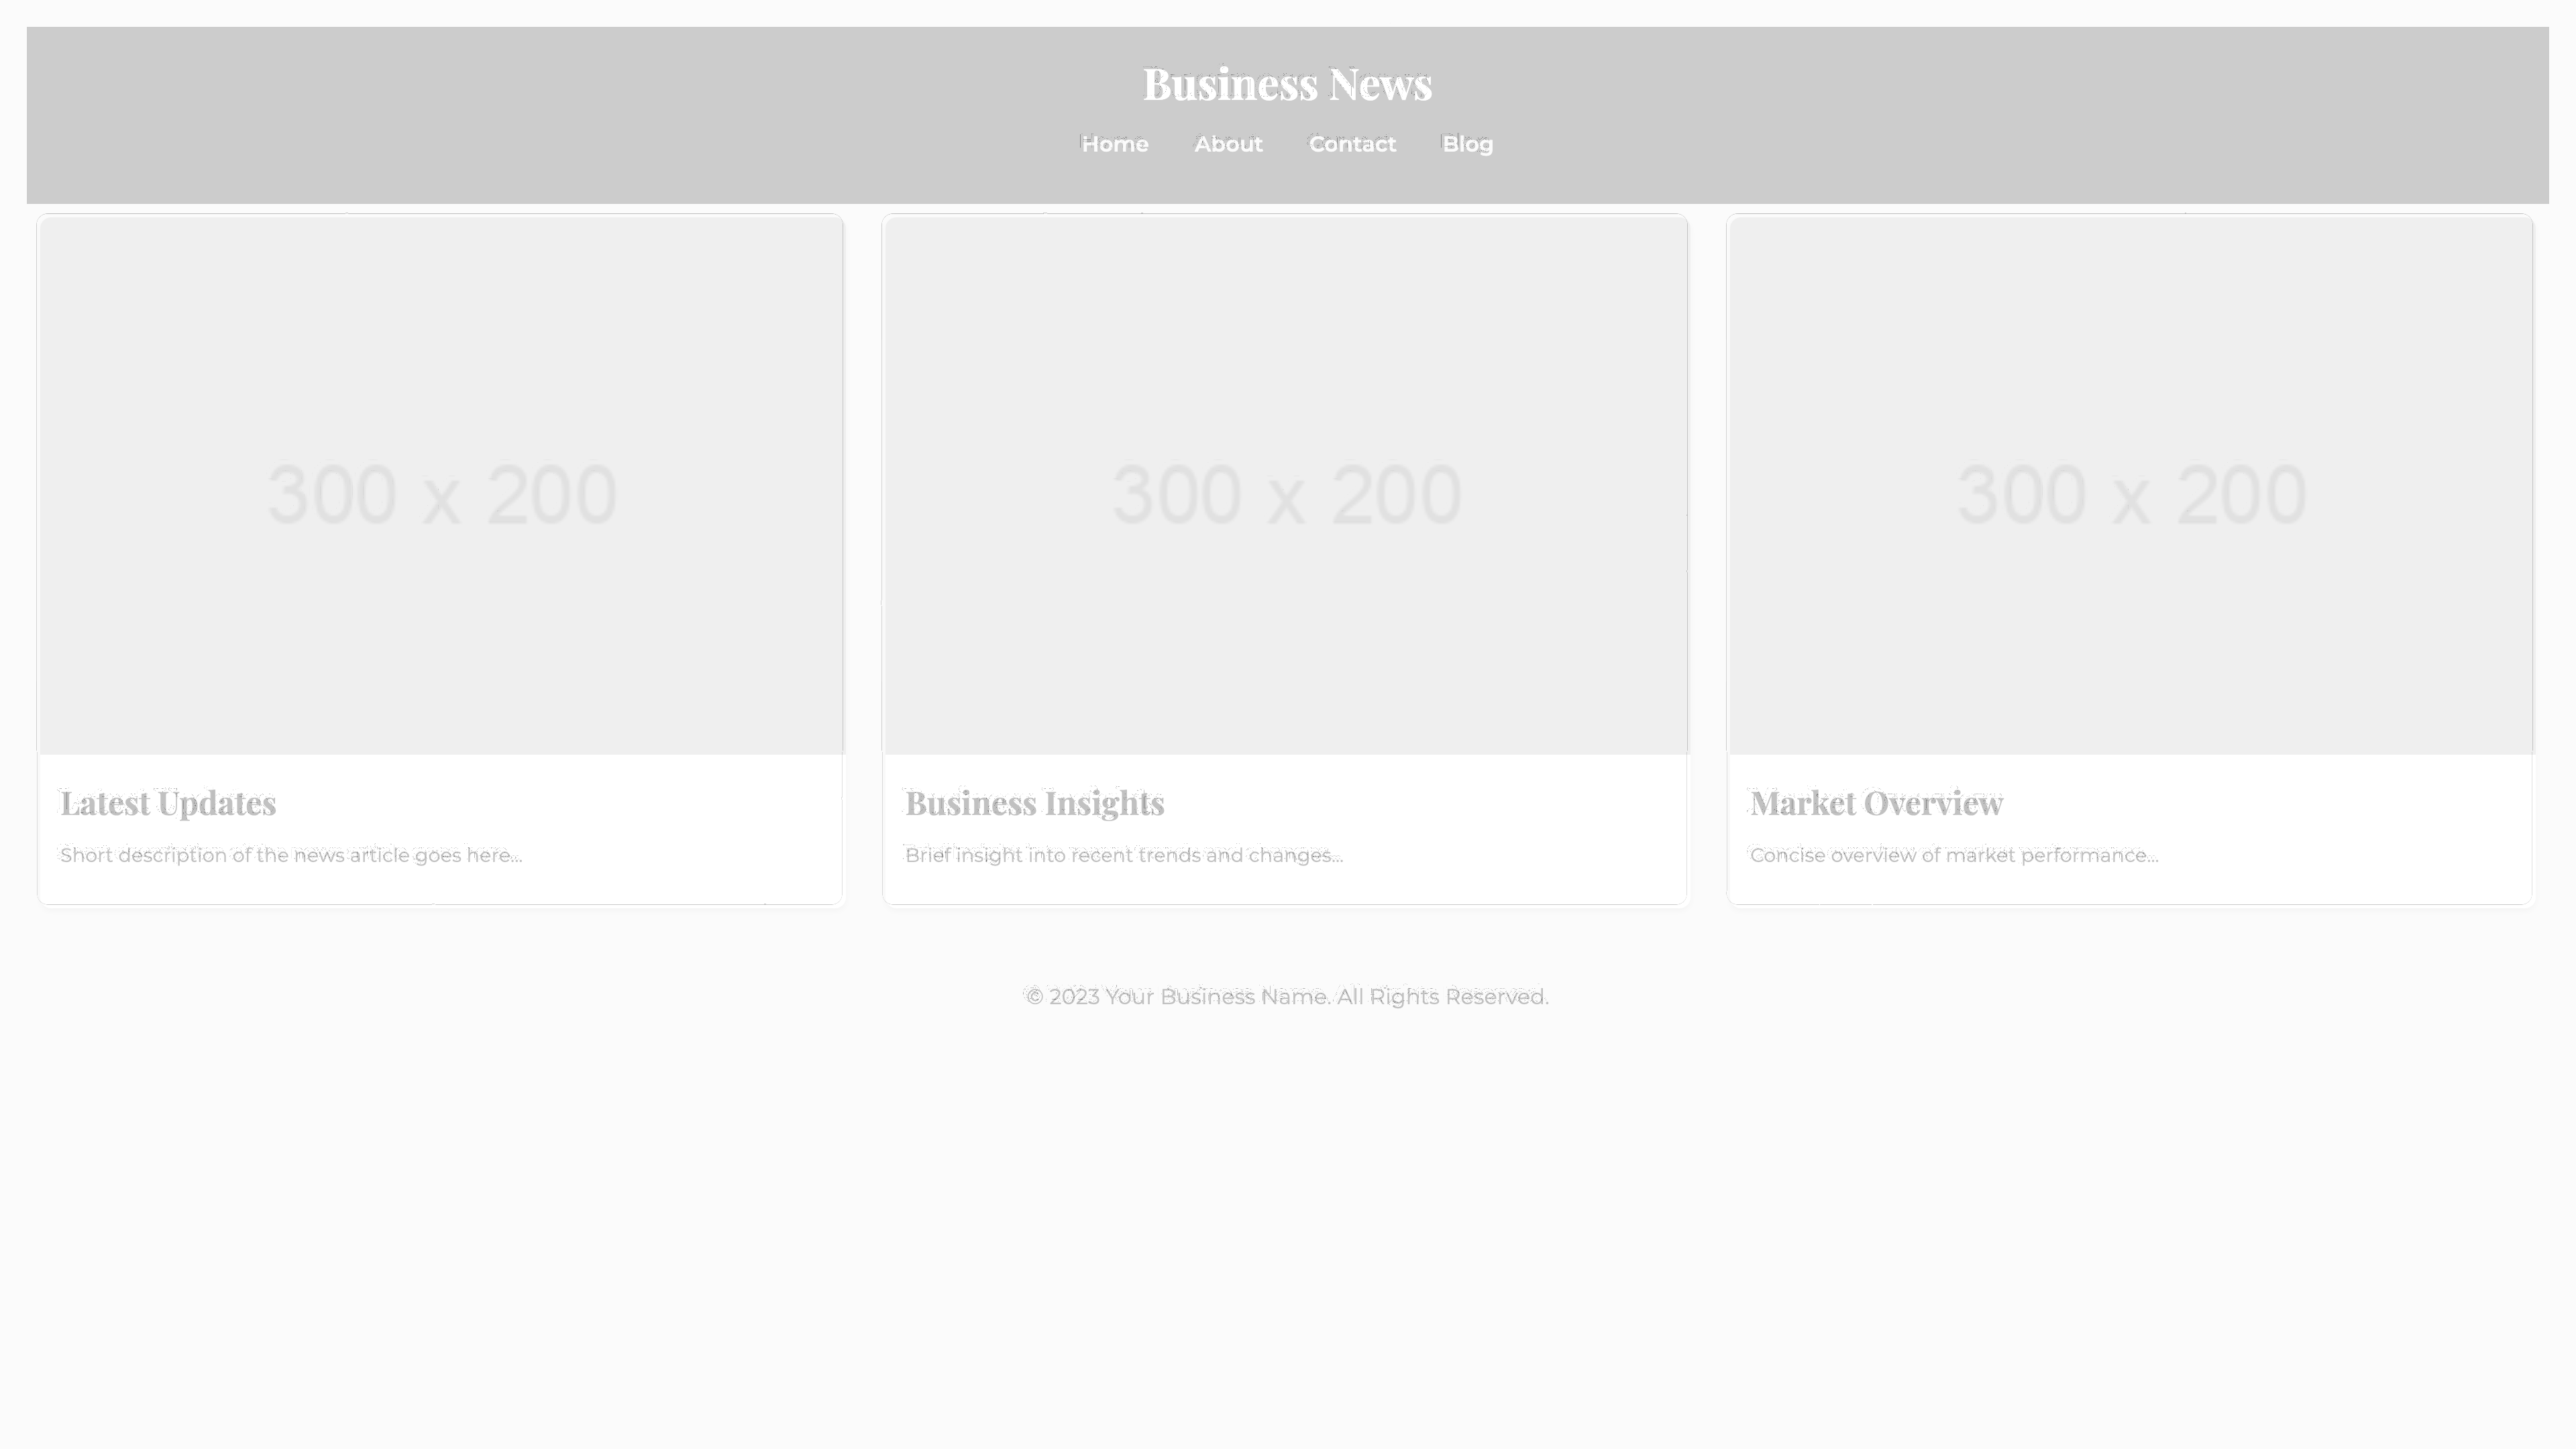 Business News
Home About Contact Blog
300 x 200 300 x 200 300 x 200
Latest Updates Business Insights Market Overview
Short description of the news article goes here... Brief insight into recent trends and changes... Concise overview of market performance...
© 2023 Your Business Name. All Rights Reserved.